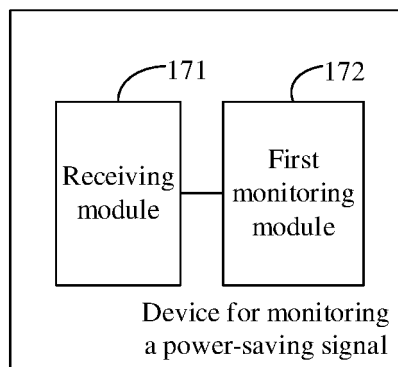 171
172
Receiving
module
First
monitoring
module
Device for monitoring
a power-saving signal